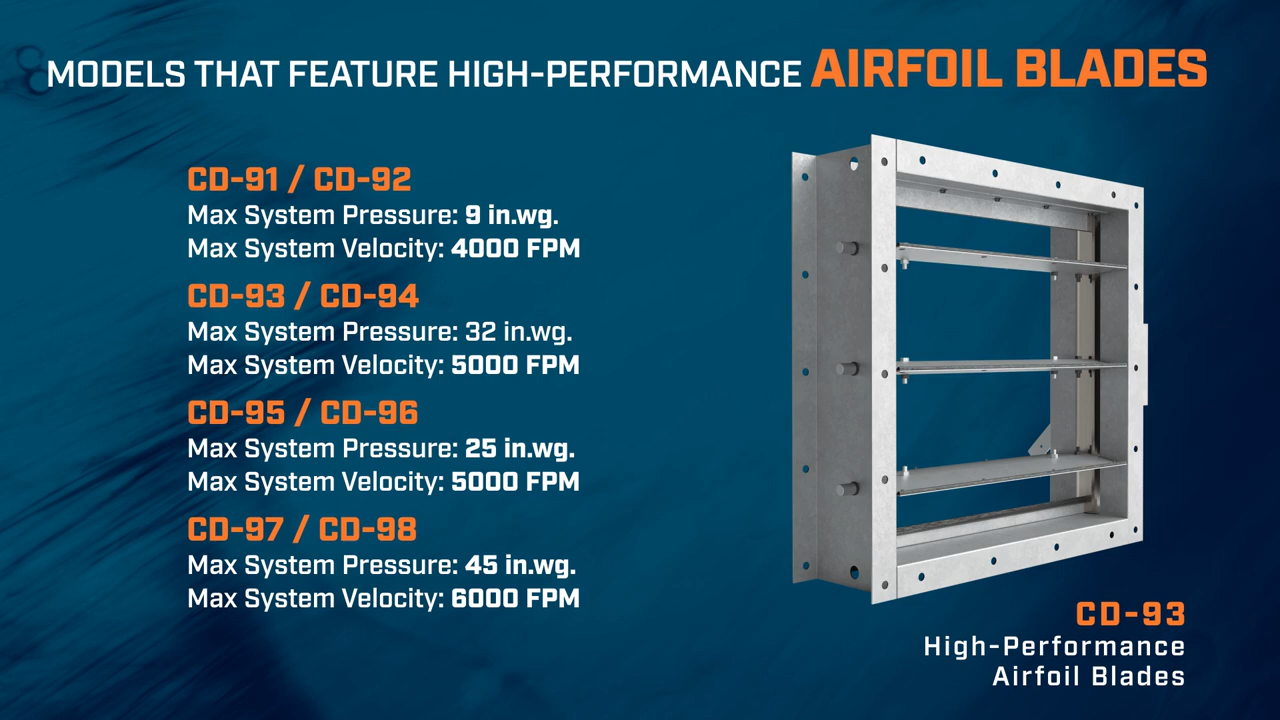 MODELS THAT FEATURE HIGH-PERFORMANCE AIRFOIL BLADES
CD-91 / CD-92
Max System Pressure: 9 in.wg.
Max System Velocity: 4000 FPM
CD-93 / CD-94
Max System Pressure: 32 in.wg.
Max System Velocity: 5000 FPM
CD-95 / CD-96
Max System Pressure: 25 in.wg.
Max System Velocity: 5000 FPM
CD-97 / CD-98
Max System Pressure: 45 in.wg.
Max System Velocity: 6000 FPM
CD-93
High-Performance
Airfoil Blades